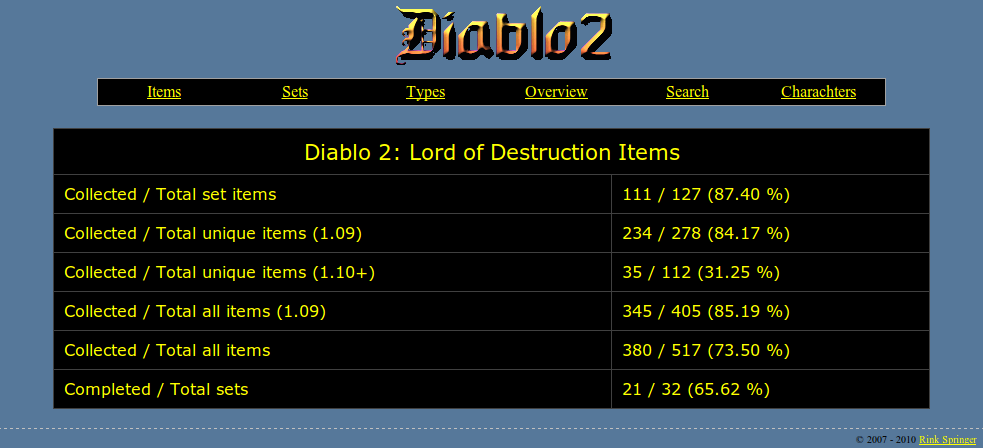 Diablo2
Items Sets Types Overview Search Charachters
Diablo 2: Lord of Destruction Items
Collected / Total set items 111 / 127 (87.40 %)
Collected / Total unique items (1.09) 234 / 278 (84.17 %)
Collected / Total unique items (1.10+) 35 / 112 (31.25 %)
Collected / Total all items (1.09) 345 / 405 (85.19 %)
Collected / Total all items 380 / 517 (73.50 %)
Completed / Total sets 21 / 32 (65.62 %)
© 2007 - 2010 Rink Springer